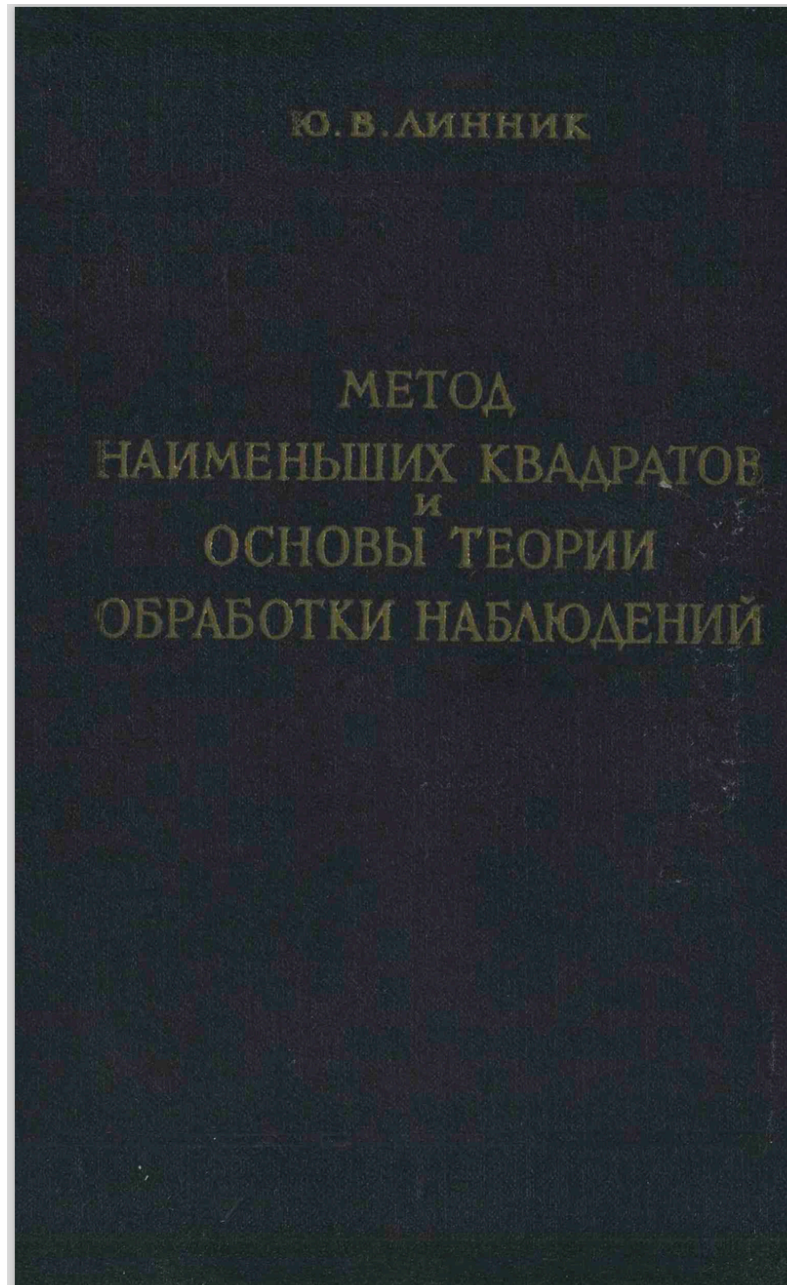 Ю. В. ЛИННИК
МЕТОД
НАИМЕНЬШИХ КВАДРАТОВ
И
ОСНОВЫ ТЕОРИИ
ОБРАБОТКИ НАБЛЮДЕНИЙ